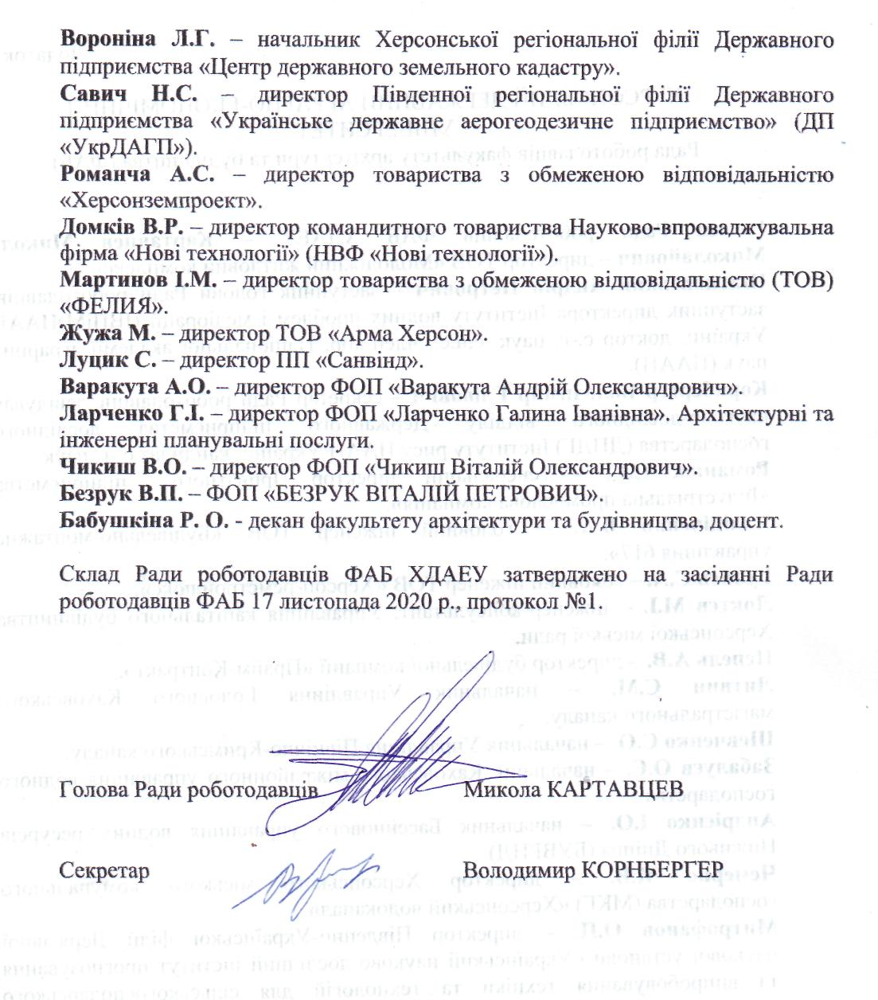 Вороніна Л.Г. – начальник Херсонської регіональної філії Державного
підприємства «Центр державного земельного кадастру».
Савич Н.С. – директор Південної регіональної філії Державного
підприємства «Українське державне аерогеодезичне підприємство» (ДП
«УкрДАГП»).
Романча А.С. – директор товариства з обмеженою відповідальністю
«Херсонземпроект».
Домків В.Р. – директор командитного товариства Науково-впроваджувальна
фірма «Нові технології» (НВФ «Нові технології»).
Мартинов І.М. – директор товариства з обмеженою відповідальністю (ТОВ)
«ФЕЛИЯ».
Жужа М. – директор ТОВ «Арма Херсон».
Луцик С. – директор ПП «Санвінд».
Варакута А.О. – директор ФОП «Варакута Андрій Олександрович».
Ларченко Г.І. – директор ФОП «Ларченко Галина Іванівна». Архітектурні та
інженерні планувальні послуги.
Чикиш В.О. – директор ФОП «Чикиш Віталій Олександрович».
Безрук В.П. – ФОП «БЕЗРУК ВІТАЛІЙ ПЕТРОВИЧ».
Бабушкіна Р. О. - декан факультету архітектури та будівництва, доцент.
Склад Ради роботодавців ФАБ ХДАЕУ затверджено на засіданні Ради
роботодавців ФАБ 17 листопада 2020 р., протокол №1.
Голова Ради роботодавців Микола КАРТАВЦЕВ
Секретар Володимир КОРНБЕРГЕР